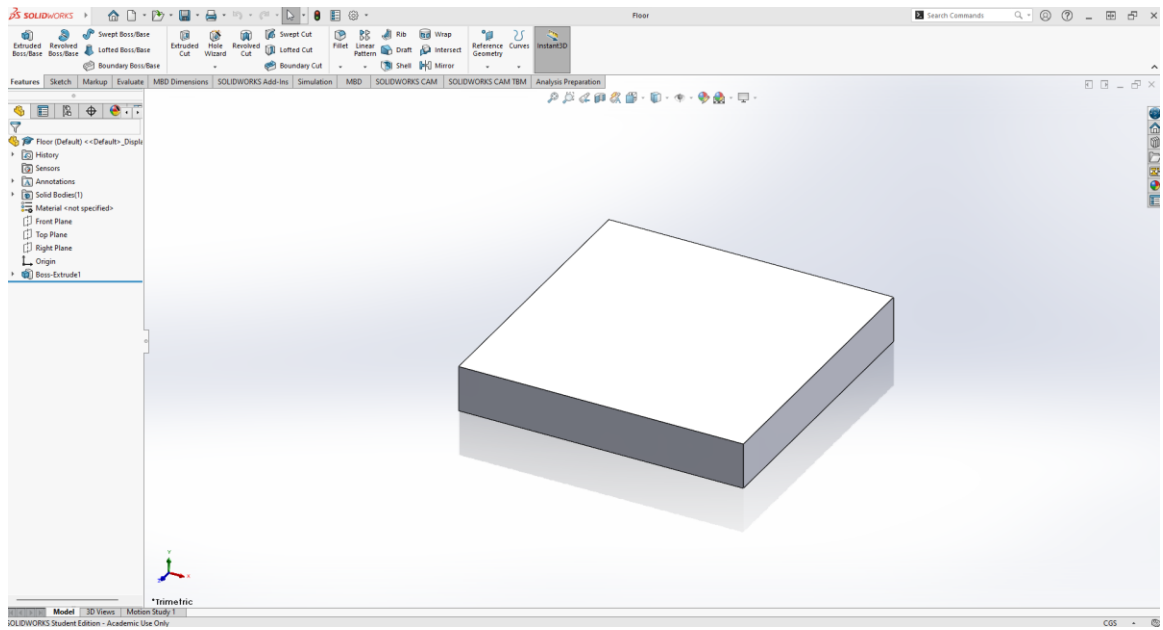 SOLIDWORKS
Floor
Search Commands
Extruded Boss/Base
Revolved Boss/Base
Swept Boss/Base
Lofted Boss/Base
Boundary Boss/Base
Extruded Cut
Hole Wizard
Revolved Cut
Swept Cut
Lofted Cut
Boundary Cut
Fillet
Linear Pattern
Rib
Draft
Shell
Wrap
Intersect
Mirror
Reference Geometry
Curves
Instant3D
Features Sketch Markup Evaluate MBD Dimensions SOLIDWORKS Add-Ins Simulation MBD SOLIDWORKS CAM SOLIDWORKS CAM TBM Analysis Preparation
Floor (Default) <<Default>_Displa
History
Sensors
Annotations
Solid Bodies(1)
Material <not specified>
Front Plane
Top Plane
Right Plane
Origin
Boss-Extrude1
Y
X
Z
*Trimetric
Model 3D Views Motion Study 1
SOLIDWORKS Student Edition - Academic Use Only
CGS